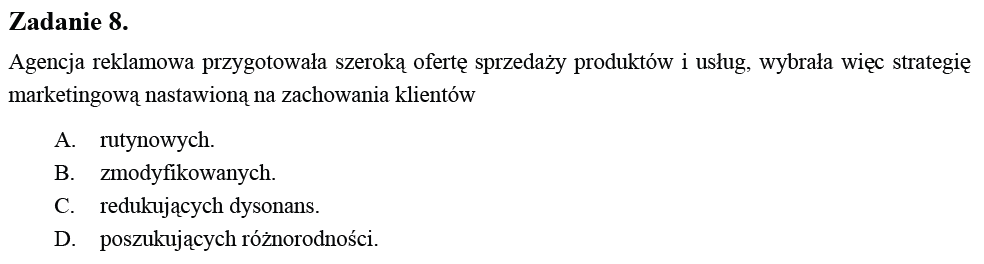 Zadanie 8.
Agencja reklamowa przygotowała szeroką ofertę sprzedaży produktów i usług, wybrała więc strategię
marketingową nastawioną na zachowania klientów
A. rutynowych.
B. zmodyfikowanych.
C. redukujących dysonans.
D. poszukujących różnorodności.